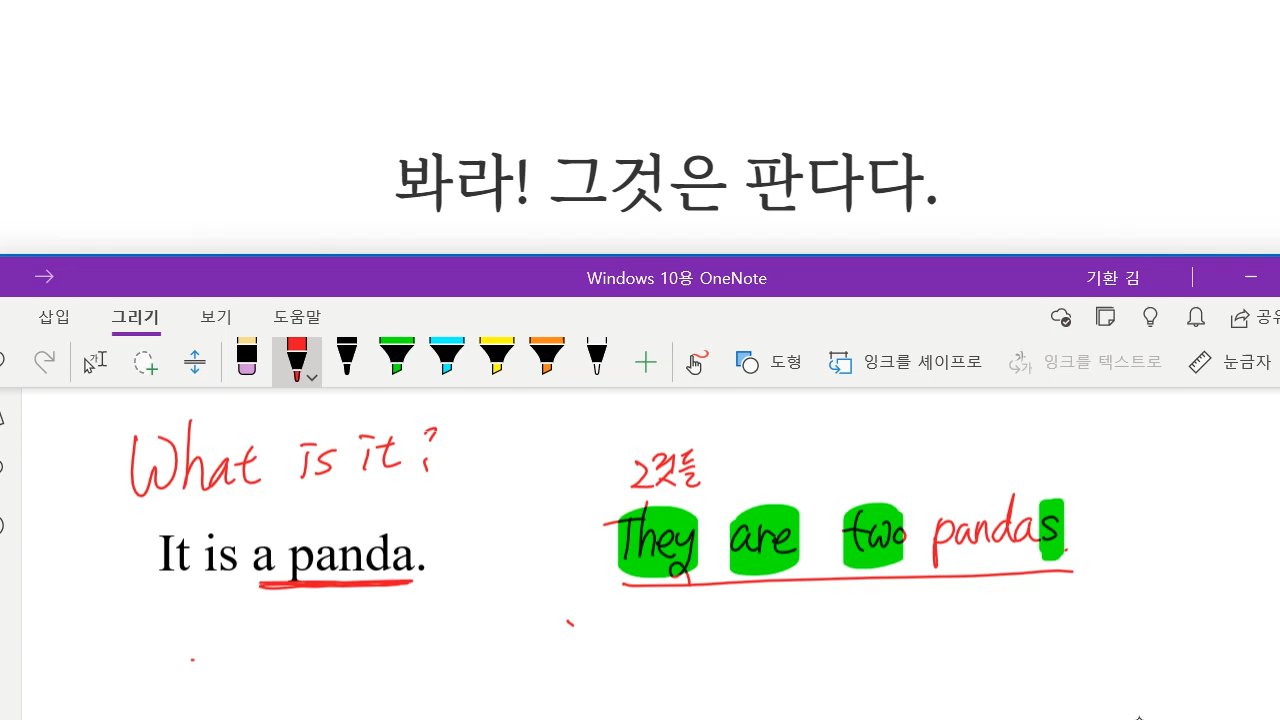 봐라! 그것은 판다다.
Windows 10용 OneNote
기환 김
삽입 그리기 보기 도움말
공유
도형 잉크를 셰이프로 잉크를 텍스트로 눈금자
What is it?
It is a panda.
그것들
They are two pandas.